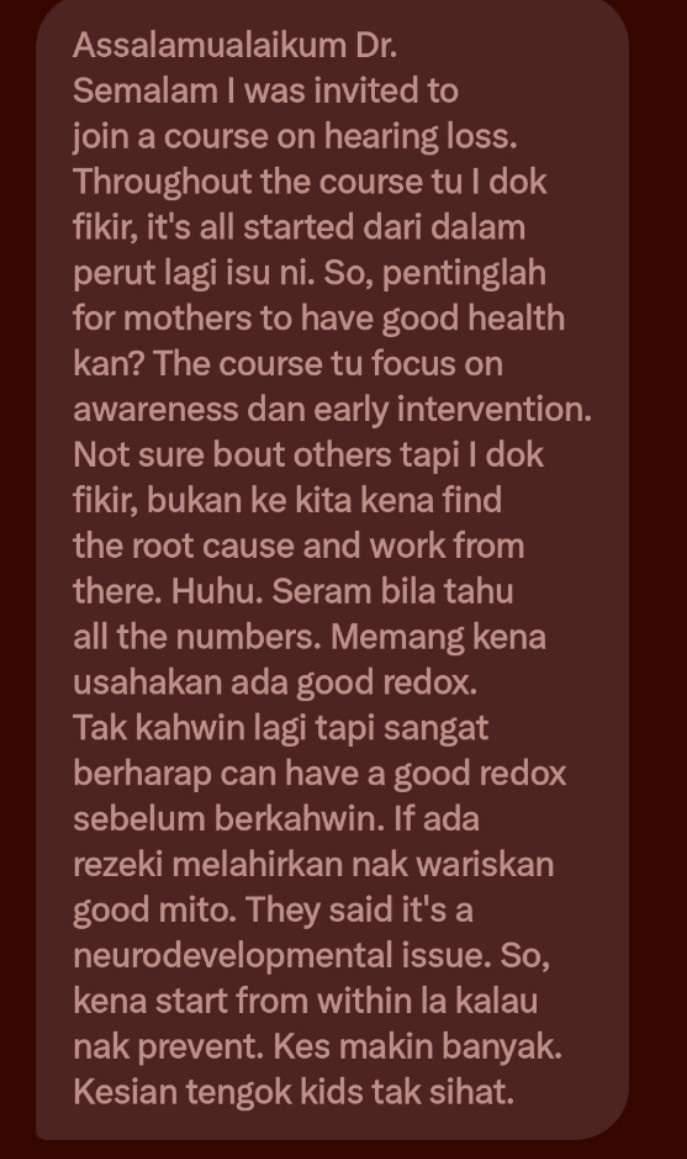 Assalamualaikum Dr.
Semalam I was invited to
join a course on hearing loss.
Throughout the course tu I dok
fikir, it's all started dari dalam
perut lagi isu ni. So, pentinglah
for mothers to have good health
kan? The course tu focus on
awareness dan early intervention.
Not sure bout others tapi I dok
fikir, bukan ke kita kena find
the root cause and work from
there. Huhu. Seram bila tahu
all the numbers. Memang kena
usahakan ada good redox.
Tak kahwin lagi tapi sangat
berharap can have a good redox
sebelum berkahwin. If ada
rezeki melahirkan nak wariskan
good mito. They said it's a
neurodevelopmental issue. So,
kena start from within la kalau
nak prevent. Kes makin banyak.
Kesian tengok kids tak sihat.